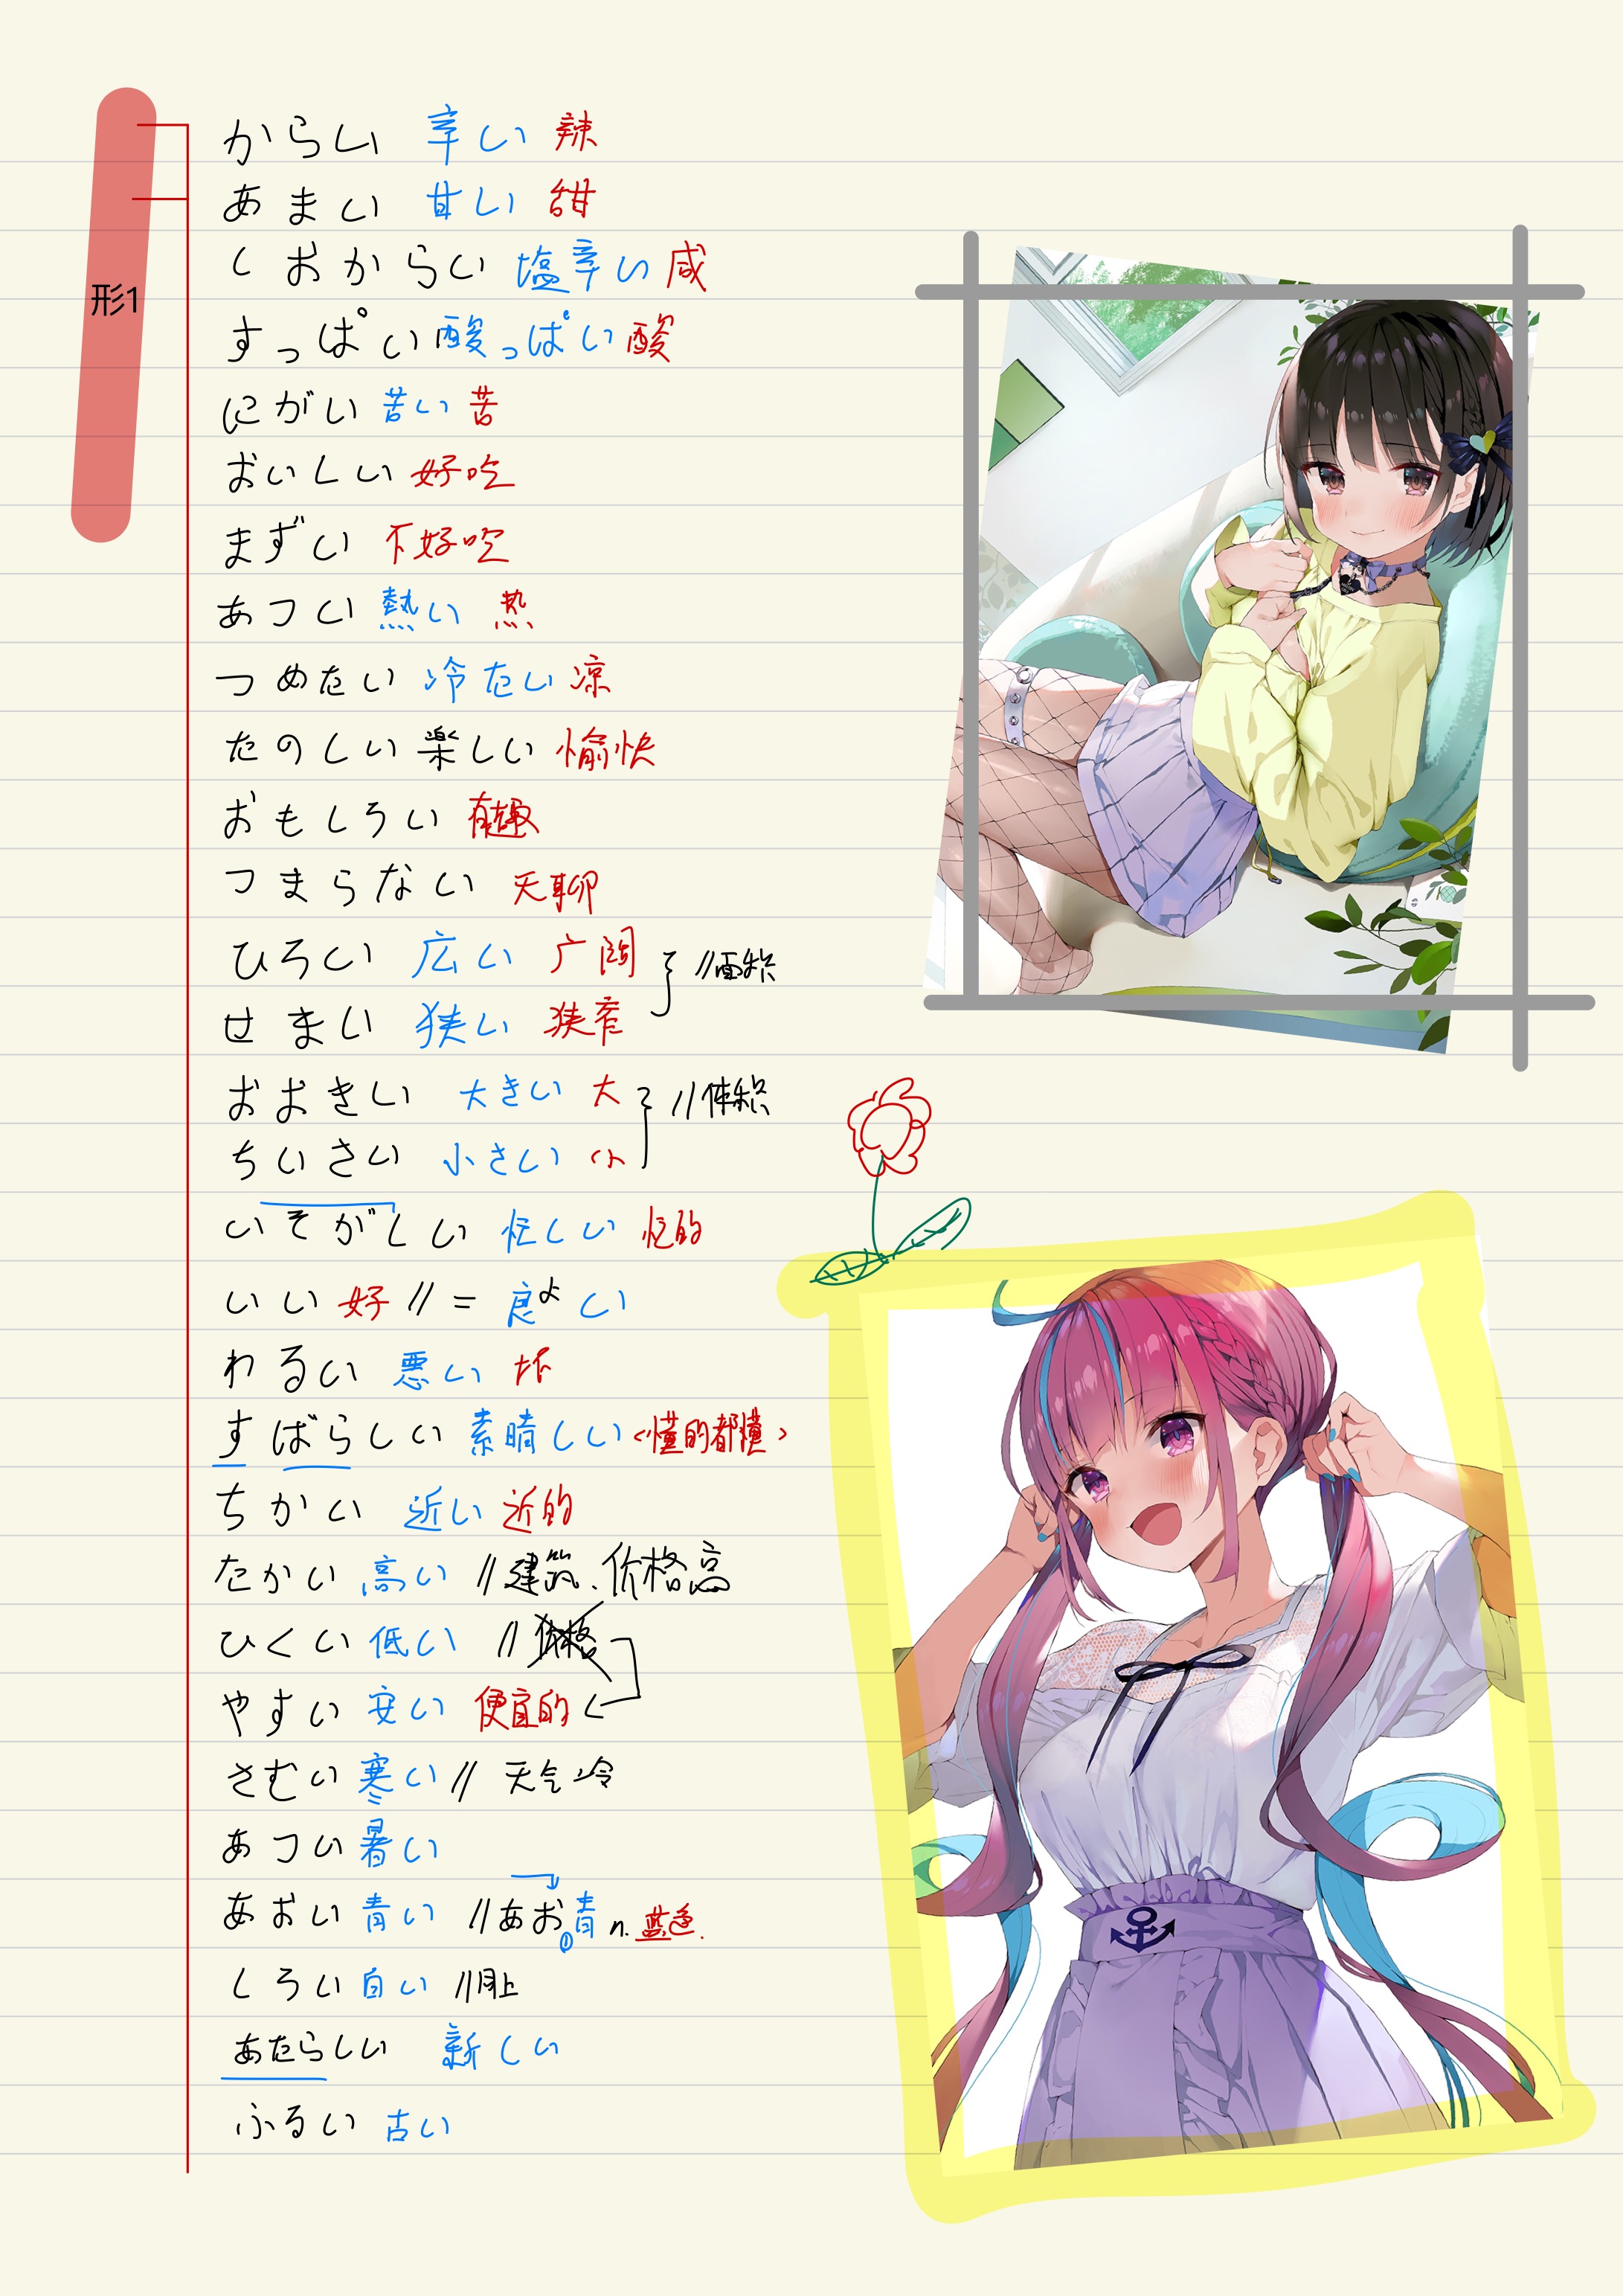 形1
からい 辛い 辣
あまい 甘い 甜
しおからい 塩辛い 咸
すっぱい 酸っぱい 酸
にがい 苦い 苦
おいしい 好吃
まずい 不好吃
あつい 熱い 热
つめたい 冷たい 凉
たのしい 楽しい 愉快
おもしろい 有趣
つまらない 无聊
ひろい 広い 广阔 //面积
せまい 狭い 狭窄
おおきい 大きい 大 //体积
ちいさい 小さい 小
いそがしい 忙しい 忙的
いい 好 // = 良よい
わるい 悪い 坏
すばらしい 素晴しい <懂的都懂>
ちかい 近い 近的
たかい 高い //建筑、价格高
ひくい 低い // 价格
やすい 安い 便宜的
さむい 寒い // 天气冷
あつい 暑い
あおい 青い //あお青 n. 蓝色.
しろい 白い //同上
あたらしい 新しい
ふるい 古い